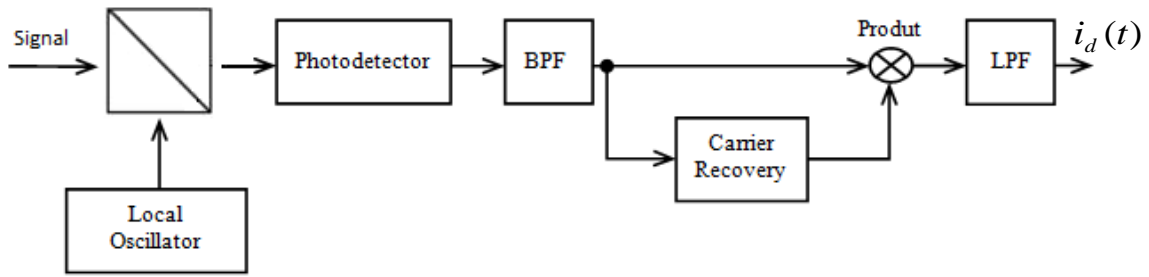 Signal
Photodetector
BPF
Produt
LPF
i_d(t)
Carrier
Recovery
Local
Oscillator